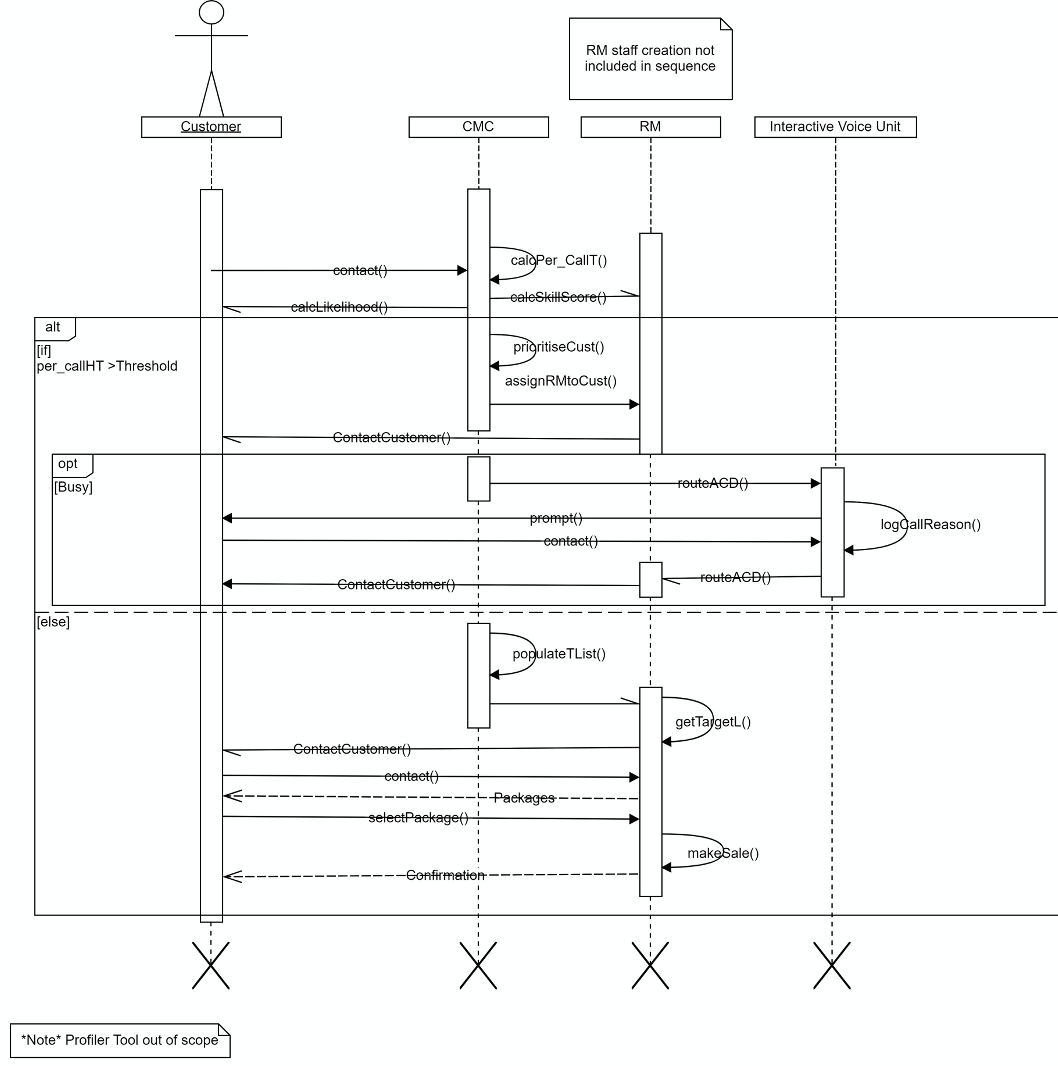 RM staff creation not
included in sequence
Customer
CMC
RM
Interactive Voice Unit
calcPer_CallT()
contact()
calcSkillScore()
calcLikelihood()
alt
[if]
per_callHT >Threshold
prioritiseCust()
assignRMtoCust()
ContactCustomer()
opt
[Busy]
routeACD()
prompt()
logCallReason()
contact()
routeACD()
ContactCustomer()
[else]
populateTList()
getTargetL()
ContactCustomer()
contact()
Packages
selectPackage()
makeSale()
Confirmation
*Note* Profiler Tool out of scope